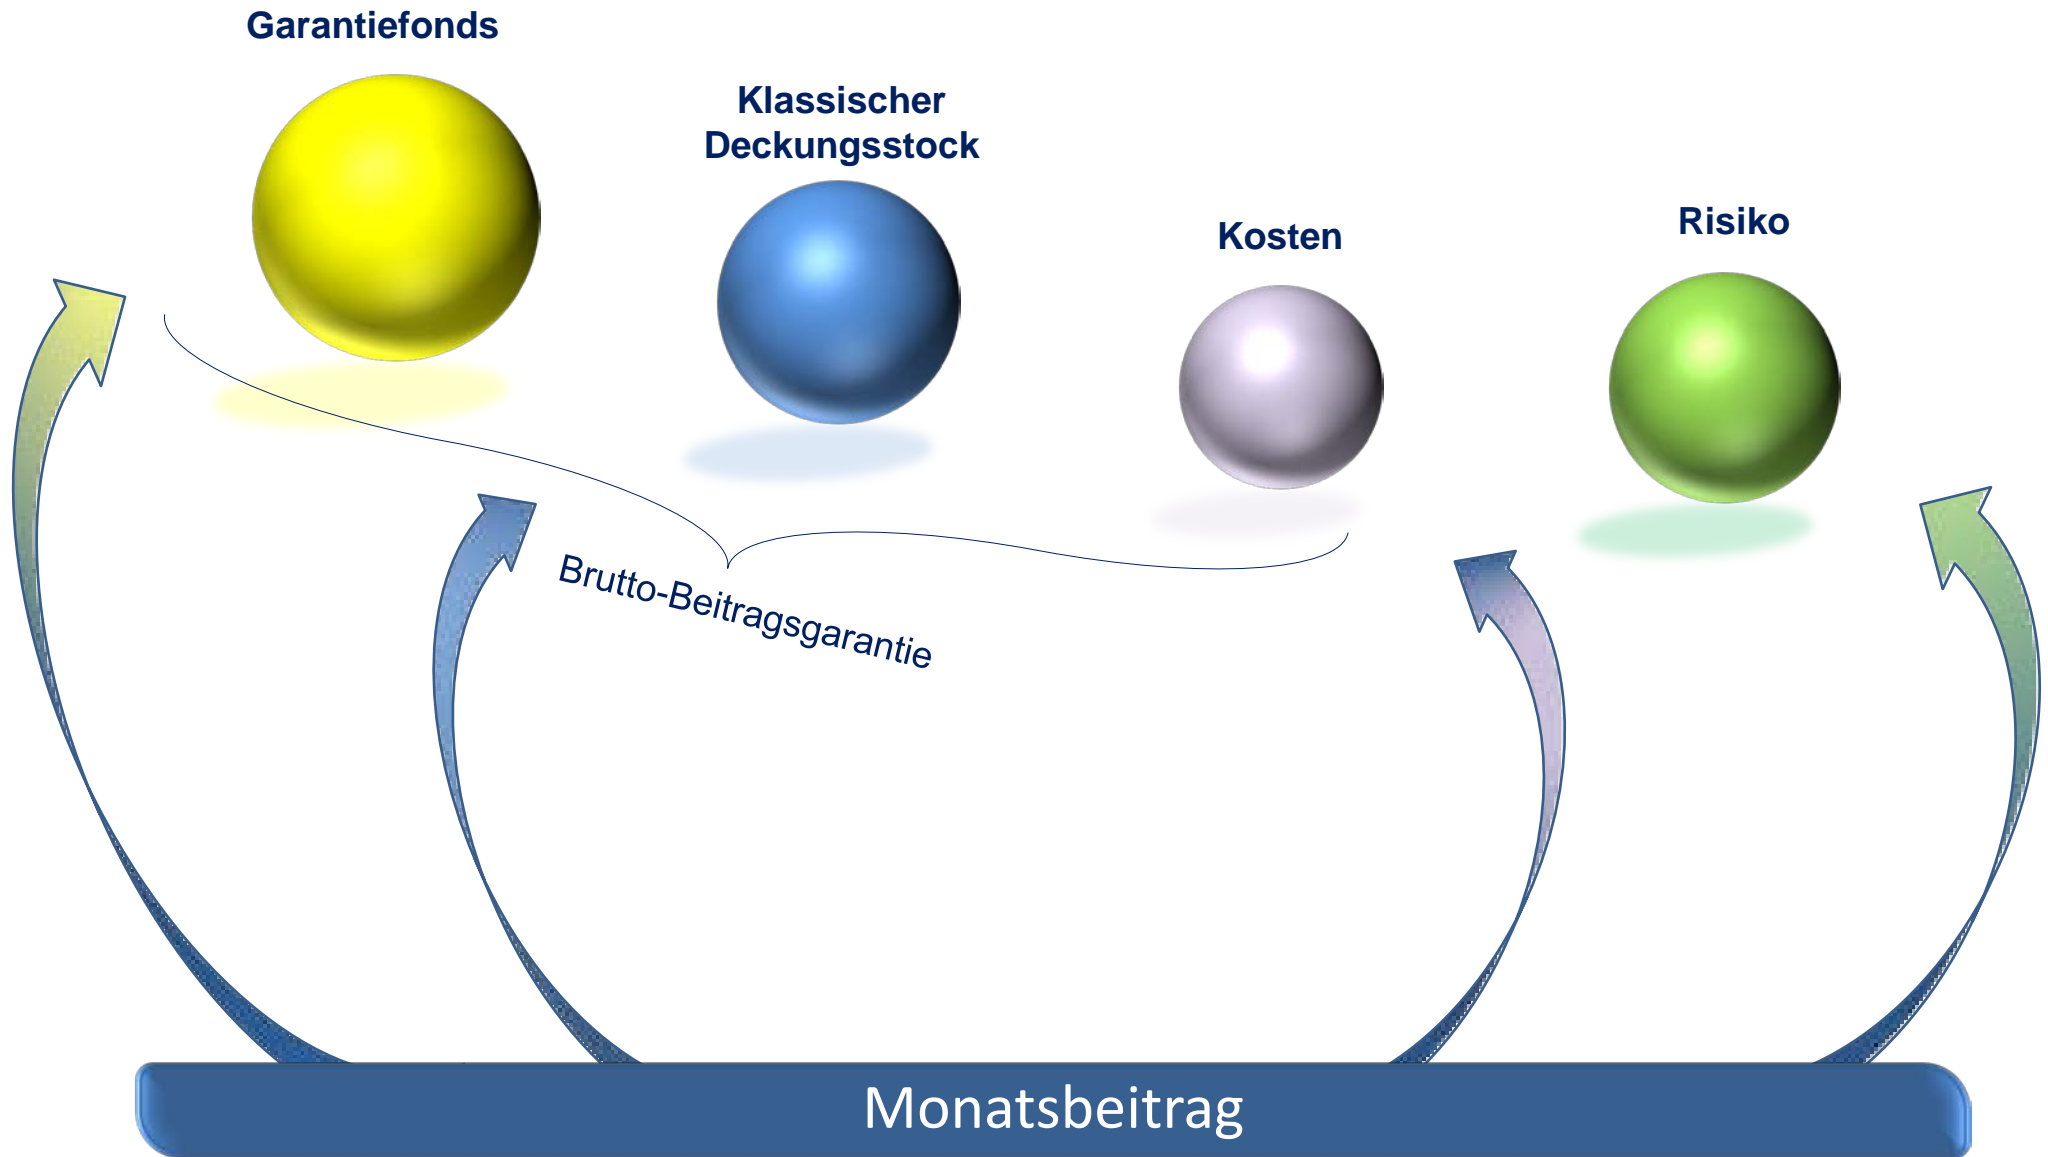 Garantiefonds
Klassischer
Deckungsstock
Kosten
Risiko
Brutto-Beitragsgarantie
Monatsbeitrag